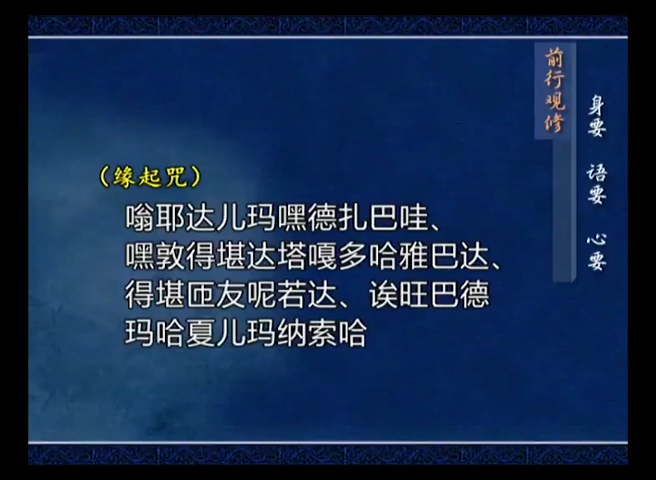 前行观修
身要 语要 心要
（缘起咒）
嗡耶达儿玛嘿德扎巴哇、
嘿敦得堪达塔嘎多哈雅巴达、
得堪匝友呢若达、诶旺巴德
玛哈夏儿玛纳索哈